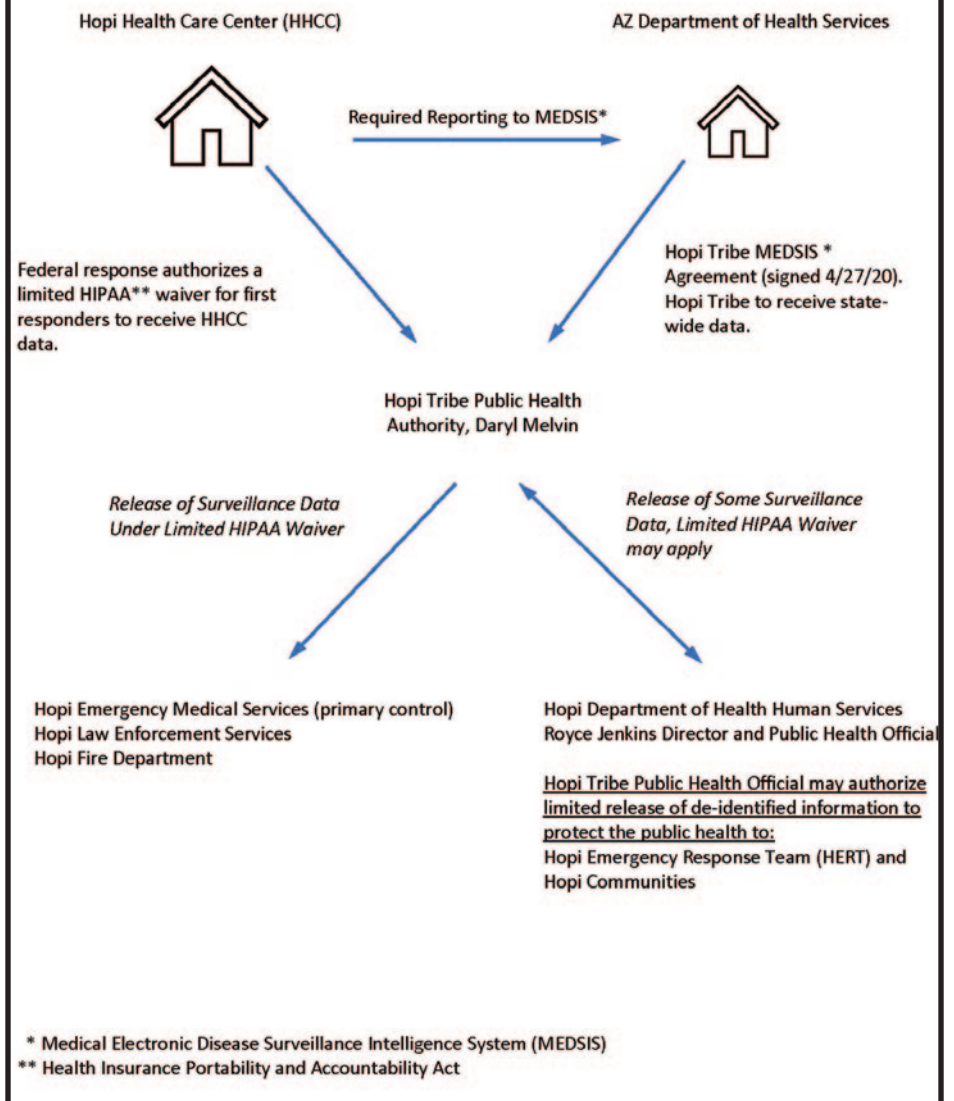 Hopi Health Care Center (HHCC)
AZ Department of Health Services
Required Reporting to MEDSIS*
Federal response authorizes a
limited HIPAA** waiver for first
responders to receive HHCC
data.
Hopi Tribe MEDSIS *
Agreement (signed 4/27/20).
Hopi Tribe to receive state-
wide data.
Hopi Tribe Public Health
Authority, Daryl Melvin
Release of Surveillance Data
Under Limited HIPAA Waiver
Release of Some Surveillance
Data, Limited HIPAA Waiver
may apply
Hopi Emergency Medical Services (primary control)
Hopi Law Enforcement Services
Hopi Fire Department
Hopi Department of Health Human Services
Royce Jenkins Director and Public Health Official
Hopi Tribe Public Health Official may authorize
limited release of de-identified information to
protect the public health to:
Hopi Emergency Response Team (HERT) and
Hopi Communities
* Medical Electronic Disease Surveillance Intelligence System (MEDSIS)
** Health Insurance Portability and Accountability Act